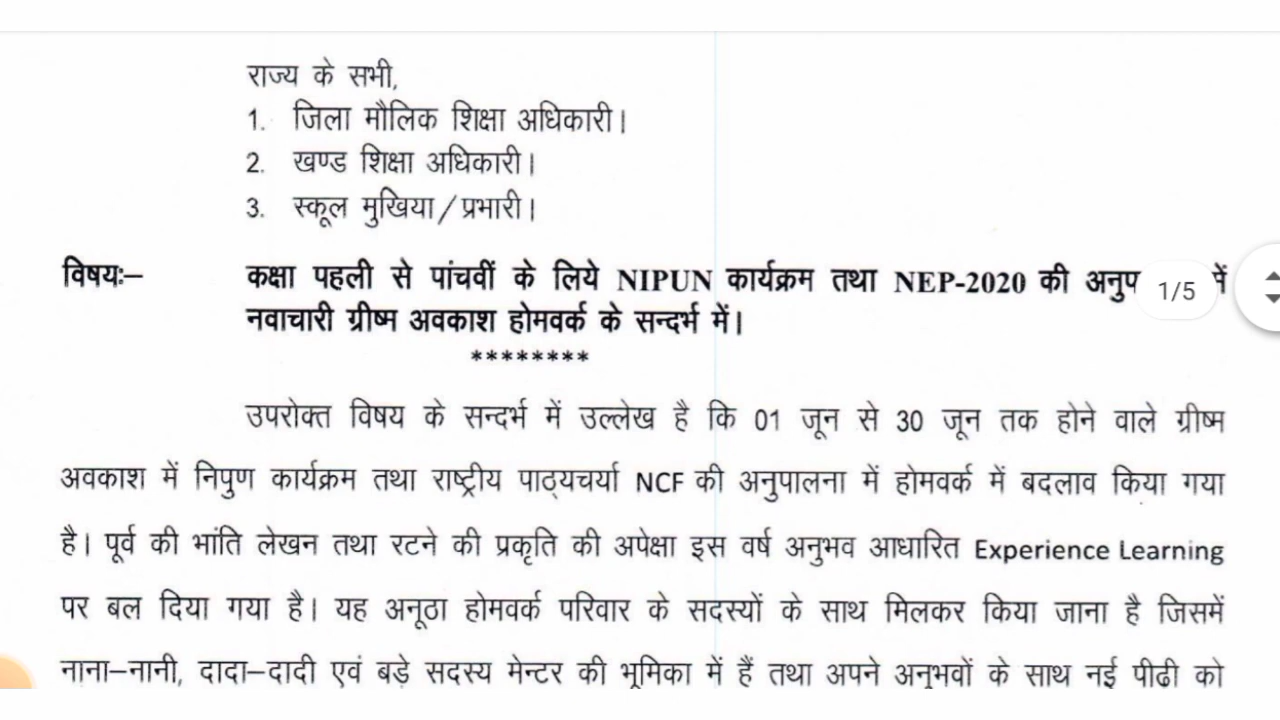 राज्य के सभी,
1. जिला मौलिक शिक्षा अधिकारी।
2. खण्ड शिक्षा अधिकारी।
3. स्कूल मुखिया/प्रभारी।
विषयः– कक्षा पहली से पांचवीं के लिये NIPUN कार्यक्रम तथा NEP-2020 की अनुप में
1/5
नवाचारी ग्रीष्म अवकाश होमवर्क के सन्दर्भ में।
********
उपरोक्त विषय के सन्दर्भ में उल्लेख है कि 01 जून से 30 जून तक होने वाले ग्रीष्म
अवकाश में निपुण कार्यक्रम तथा राष्ट्रीय पाठ्यचर्या NCF की अनुपालना में होमवर्क में बदलाव किया गया
है। पूर्व की भांति लेखन तथा रटने की प्रकृति की अपेक्षा इस वर्ष अनुभव आधारित Experience Learning
पर बल दिया गया है। यह अनूठा होमवर्क परिवार के सदस्यों के साथ मिलकर किया जाना है जिसमें
नाना–नानी, दादा–दादी एवं बड़े सदस्य मेन्टर की भूमिका में हैं तथा अपने अनुभवों के साथ नई पीढी को